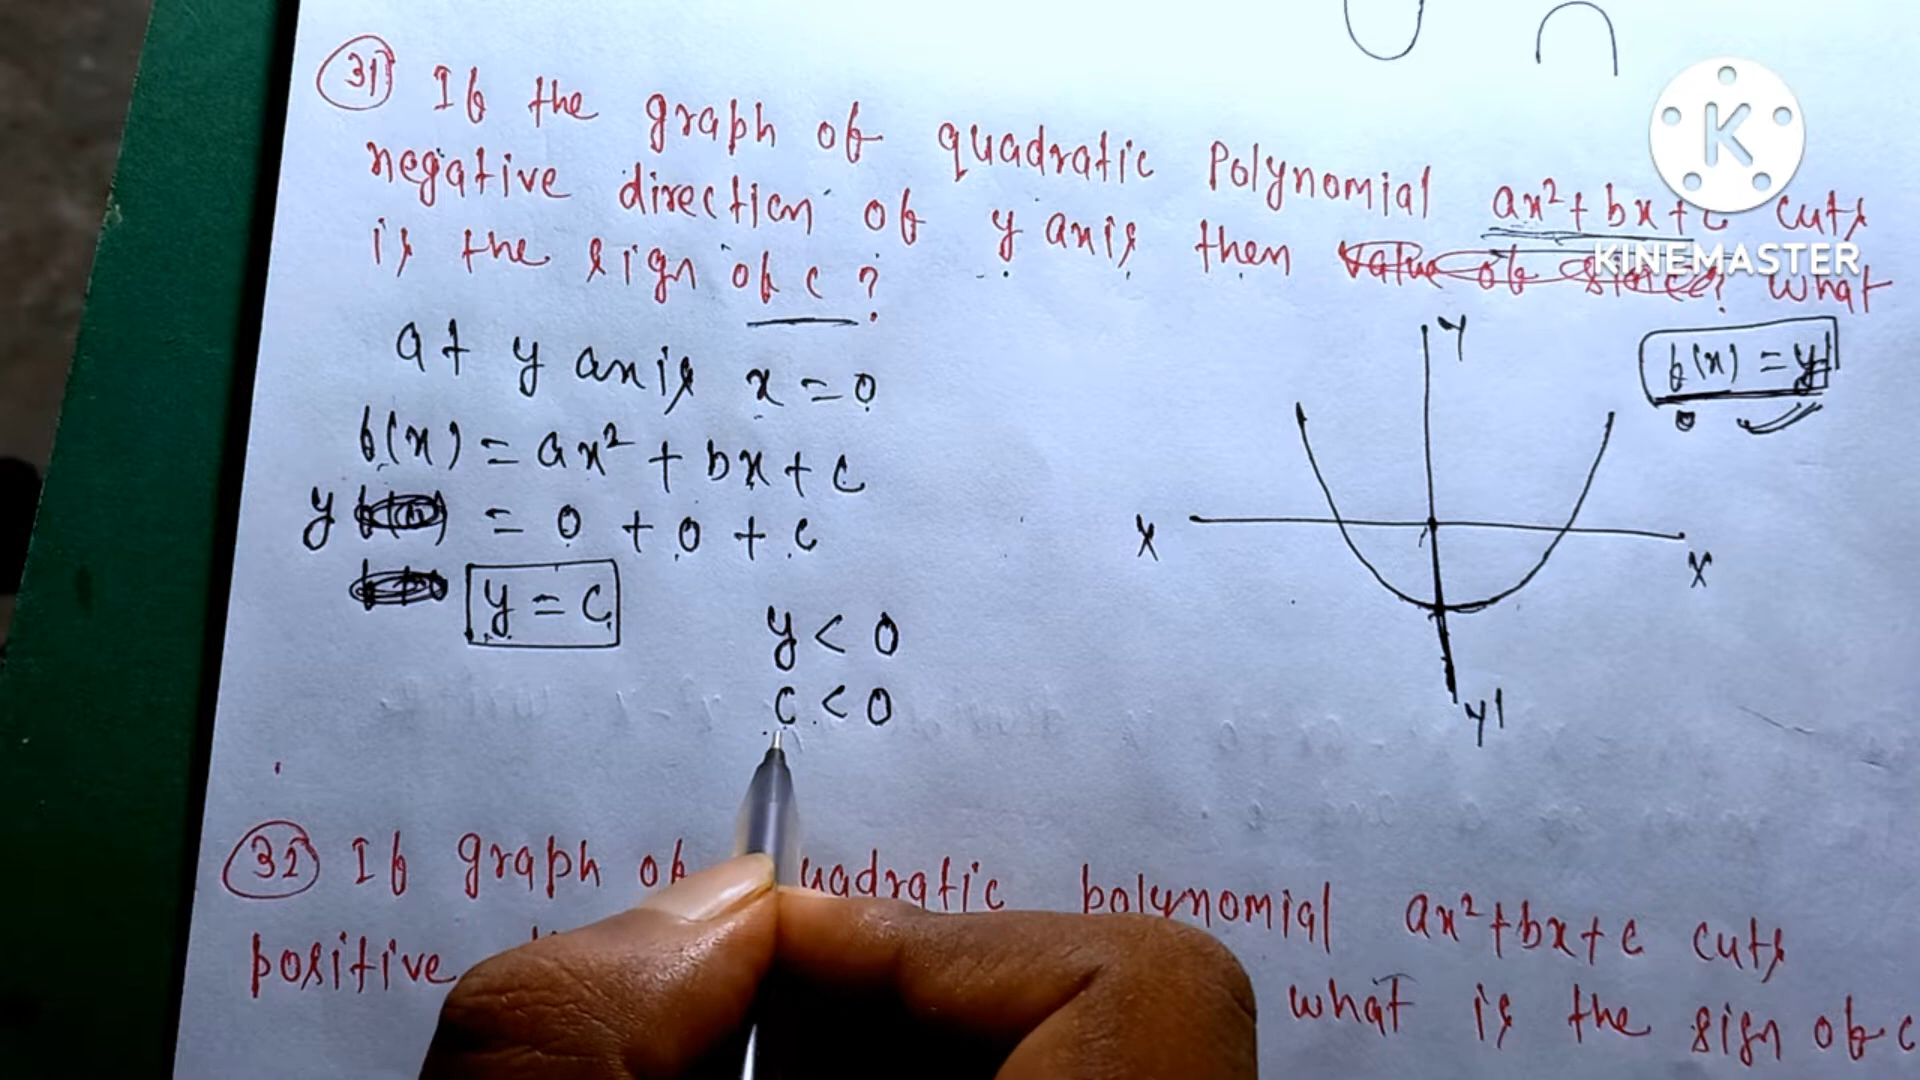 31 If the graph of quadratic Polynomial ax²+bx+c cuts
negative direction of y axis then what
is the sign of c?
at y axis x=0
f(x) = ax² + bx + c
y = 0 + 0 + c
y = c
y < 0
c < 0
Y
f(x) = y
X
X
Y|
K
KINEMASTER
32 If graph of quadratic polynomial ax²+bx+c cuts
positive what is the sign of c